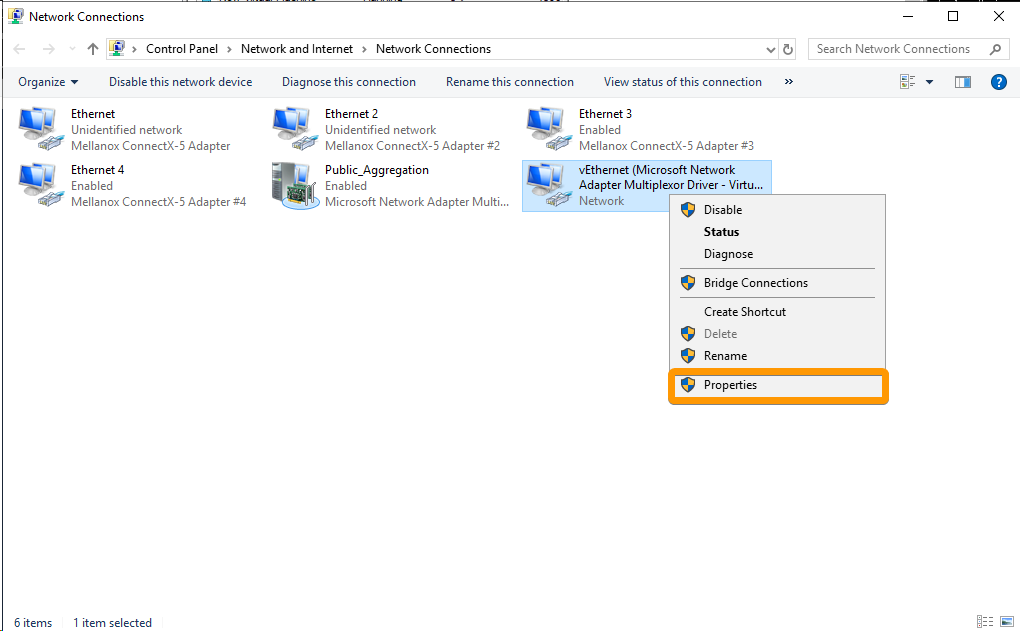 Network Connections
Control Panel > Network and Internet > Network Connections
Search Network Connections
Organize
Disable this network device
Diagnose this connection
Rename this connection
View status of this connection
»
?
Ethernet
Unidentified network
Mellanox ConnectX-5 Adapter
Ethernet 2
Unidentified network
Mellanox ConnectX-5 Adapter #2
Ethernet 3
Enabled
Mellanox ConnectX-5 Adapter #3
Ethernet 4
Enabled
Mellanox ConnectX-5 Adapter #4
Public_Aggregation
Enabled
Microsoft Network Adapter Multi...
vEthernet (Microsoft Network
Adapter Multiplexor Driver - Virtu...
Network
Disable
Status
Diagnose
Bridge Connections
Create Shortcut
Delete
Rename
Properties
6 items
1 item selected